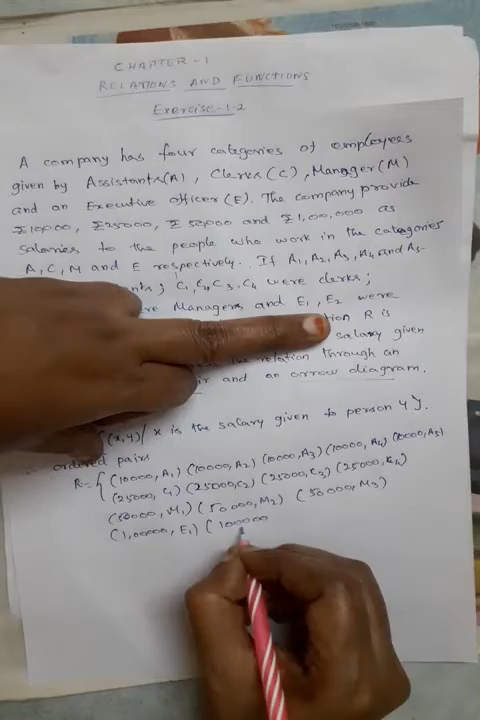 CHAPTER-1
RELATIONS AND FUNCTIONS
Exercise-1-2
A company has four categories of employees
given by Assistants(A), Clerks(C), Manager(M)
and an Executive officer(E). The company provide
₹10,000, ₹25000, ₹50,000 and ₹1,00,000 as
salaries to the people who work in the categories
A, C, M and E respectively. If A1, A2, A3, A4 and A5
C1, C2, C3, C4 were clerks;
Managers and E1, E2 were
R is
salary given
relation through an
and an arrow diagram.
(x,y)/ x is the salary given to person y}.
ordered pairs
R={ (10000, A1) (10000, A2) (10000, A3) (10000, A4) (10000, A5)
(25000, C1) (25000, C2) (25000, C3) (25000, C4)
(50000, M1) (50000, M2) (50000, M3)
(1,00000, E1) (100000